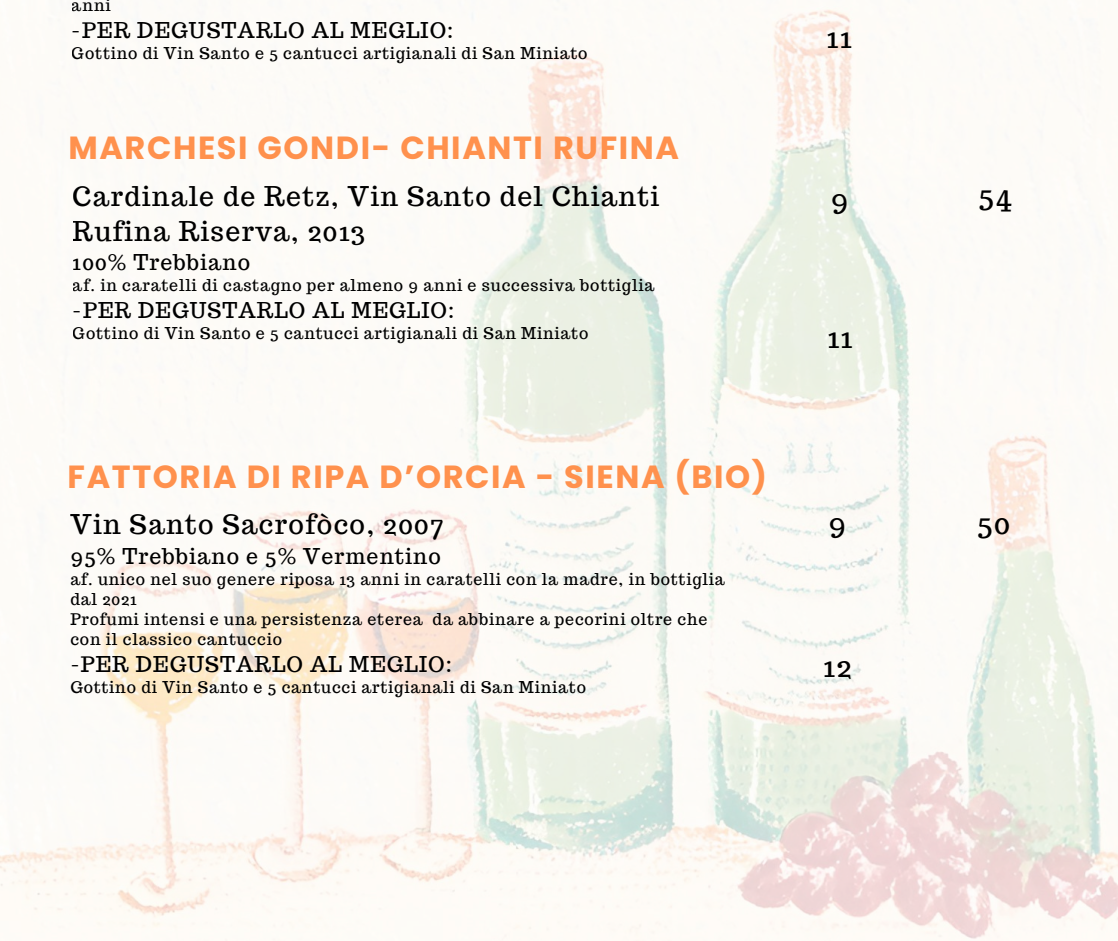 anni
-PER DEGUSTARLO AL MEGLIO:
Gottino di Vin Santo e 5 cantucci artigianali di San Miniato
11
MARCHESI GONDI- CHIANTI RUFINA
Cardinale de Retz, Vin Santo del Chianti
Rufina Riserva, 2013
9
54
100% Trebbiano
af. in caratelli di castagno per almeno 9 anni e successiva bottiglia
-PER DEGUSTARLO AL MEGLIO:
Gottino di Vin Santo e 5 cantucci artigianali di San Miniato
11
FATTORIA DI RIPA D’ORCIA - SIENA (BIO)
Vin Santo Sacrofòco, 2007
9
50
95% Trebbiano e 5% Vermentino
af. unico nel suo genere riposa 13 anni in caratelli con la madre, in bottiglia
dal 2021
Profumi intensi e una persistenza eterea  da abbinare a pecorini oltre che
con il classico cantuccio
-PER DEGUSTARLO AL MEGLIO:
Gottino di Vin Santo e 5 cantucci artigianali di San Miniato
12